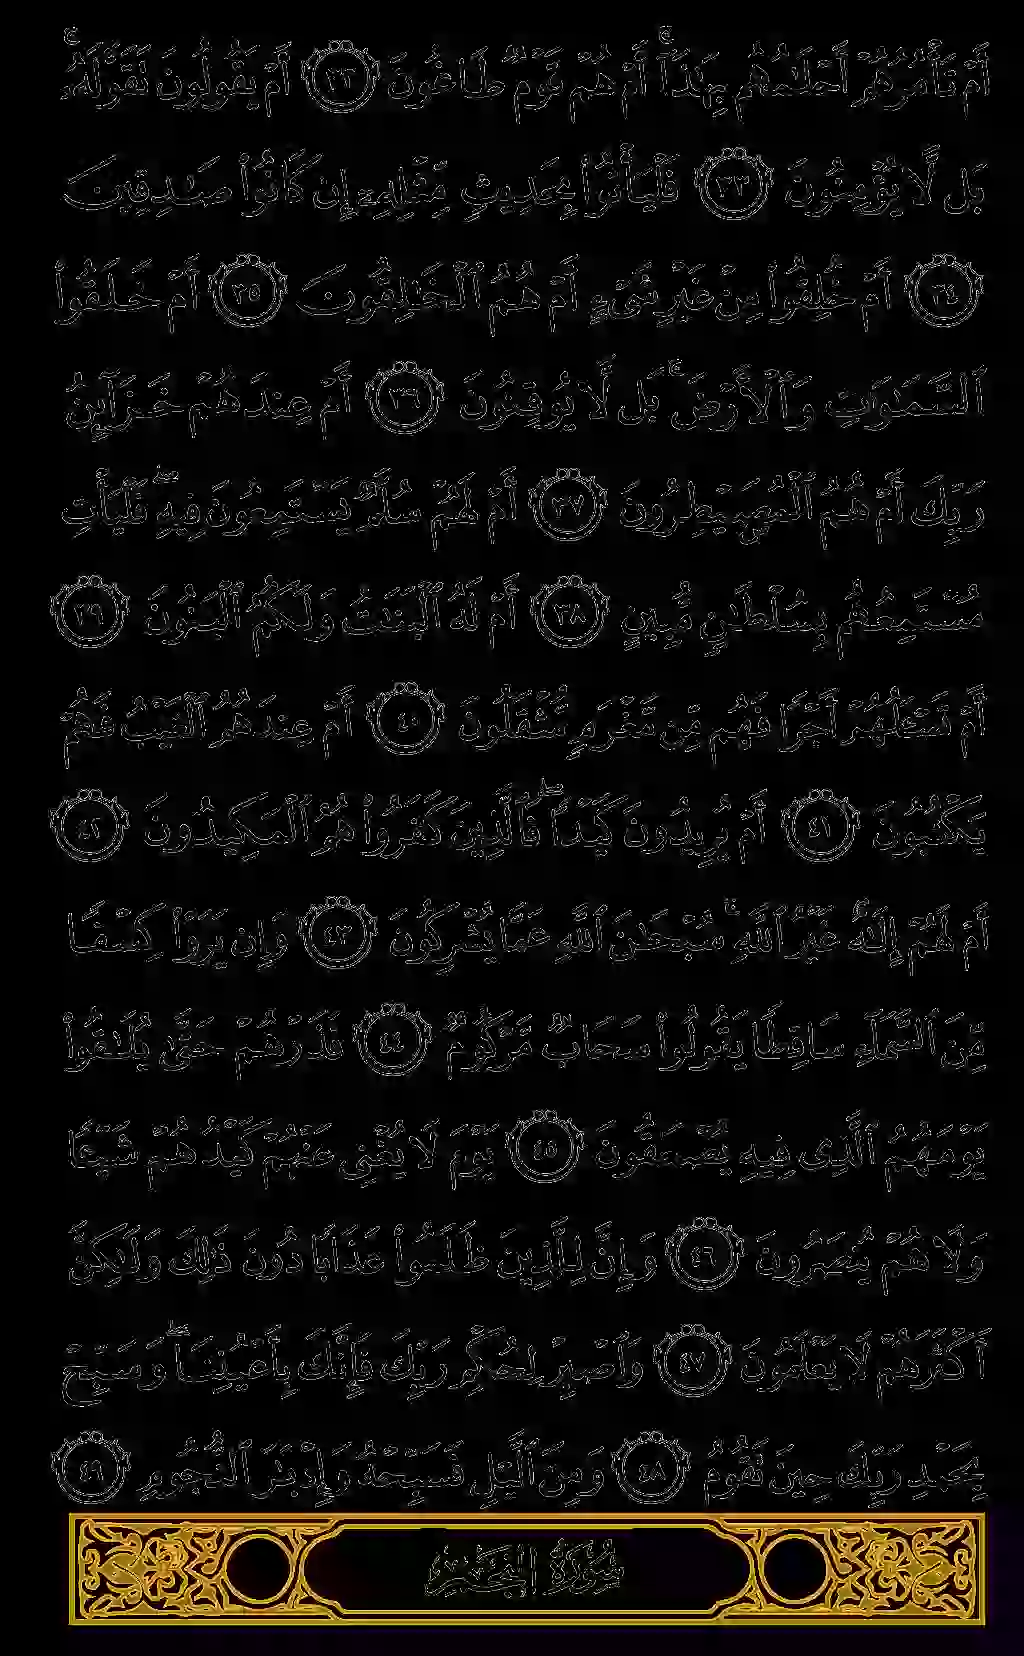 أَمْ تَأْمُرُهُمْ أَحْلَٰمُهُم بِهَٰذَآ ۚ أَمْ هُمْ قَوْمٌ طَاغُونَ ٣٢ أَمْ يَقُولُونَ تَقَوَّلَهُۥ ۚ
بَل لَّا يُؤْمِنُونَ ٣٣ فَلْيَأْتُوا۟ بِحَدِيثٍ مِّثْلِهِۦٓ إِن كَانُوا۟ صَٰدِقِينَ
٣٤ أَمْ خُلِقُوا۟ مِنْ غَيْرِ شَىْءٍ أَمْ هُمُ ٱلْخَٰلِقُونَ ٣٥ أَمْ خَلَقُوا۟
ٱلسَّمَٰوَٰتِ وَٱلْأَرْضَ ۚ بَل لَّا يُوقِنُونَ ٣٦ أَمْ عِندَهُمْ خَزَآئِنُ
رَبِّكَ أَمْ هُمُ ٱلْمُصَۣيْطِرُونَ ٣٧ أَمْ لَهُمْ سُلَّمٌ يَسْتَمِعُونَ فِيهِ ۖ فَلْيَأْتِ
مُسْتَمِعُهُم بِسُلْطَٰنٍ مُّبِينٍ ٣٨ أَمْ لَهُ ٱلْبَنَٰتُ وَلَكُمُ ٱلْبَنُونَ ٣٩
أَمْ تَسْـَٔلُهُمْ أَجْرًا فَهُم مِّن مَّغْرَمٍ مُّثْقَلُونَ ٤٠ أَمْ عِندَهُمُ ٱلْغَيْبُ فَهُمْ
يَكْتُبُونَ ٤١ أَمْ يُرِيدُونَ كَيْدًا ۖ فَٱلَّذِينَ كَفَرُوا۟ هُمُ ٱلْمَكِيدُونَ ٤٢
أَمْ لَهُمْ إِلَٰهٌ غَيْرُ ٱللَّهِ ۚ سُبْحَٰنَ ٱللَّهِ عَمَّا يُشْرِكُونَ ٤٣ وَإِن يَرَوْا۟ كِسْفًا
مِّنَ ٱلسَّمَآءِ سَاقِطًا يَقُولُوا۟ سَحَابٌ مَّرْكُومٌ ٤٤ فَذَرْهُمْ حَتَّىٰ يُلَٰقُوا۟
يَوْمَهُمُ ٱلَّذِى فِيهِ يُصْعَقُونَ ٤٥ يَوْمَ لَا يُغْنِى عَنْهُمْ كَيْدُهُمْ شَيْـًٔا
وَلَا هُمْ يُنصَرُونَ ٤٦ وَإِنَّ لِلَّذِينَ ظَلَمُوا۟ عَذَابًا دُونَ ذَٰلِكَ وَلَٰكِنَّ
أَكْثَرَهُمْ لَا يَعْلَمُونَ ٤٧ وَٱصْبِرْ لِحُكْمِ رَبِّكَ فَإِنَّكَ بِأَعْيُنِنَا ۖ وَسَبِّحْ
بِحَمْدِ رَبِّكَ حِينَ تَقُومُ ٤٨ وَمِنَ ٱلَّيْلِ فَسَبِّحْهُ وَإِدْبَٰرَ ٱلنُّجُومِ ٤٩
سُورَةُ النَّجْمِ